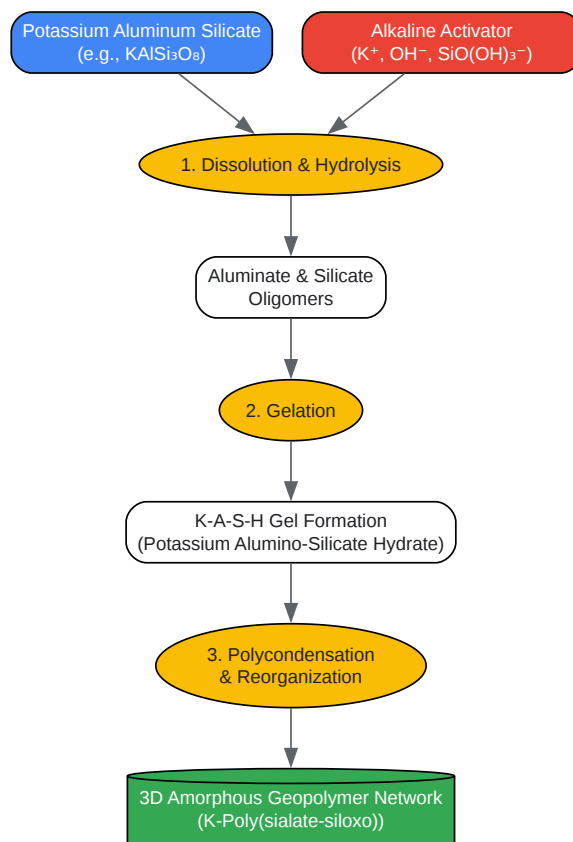 Potassium Aluminum Silicate
(e.g., KAlSi₃O₈)
Alkaline Activator
(K⁺, OH⁻, SiO(OH)₃⁻)
1. Dissolution & Hydrolysis
Aluminate & Silicate
Oligomers
2. Gelation
K-A-S-H Gel Formation
(Potassium Alumino-Silicate Hydrate)
3. Polycondensation
& Reorganization
3D Amorphous Geopolymer Network
(K-Poly(sialate-siloxo))